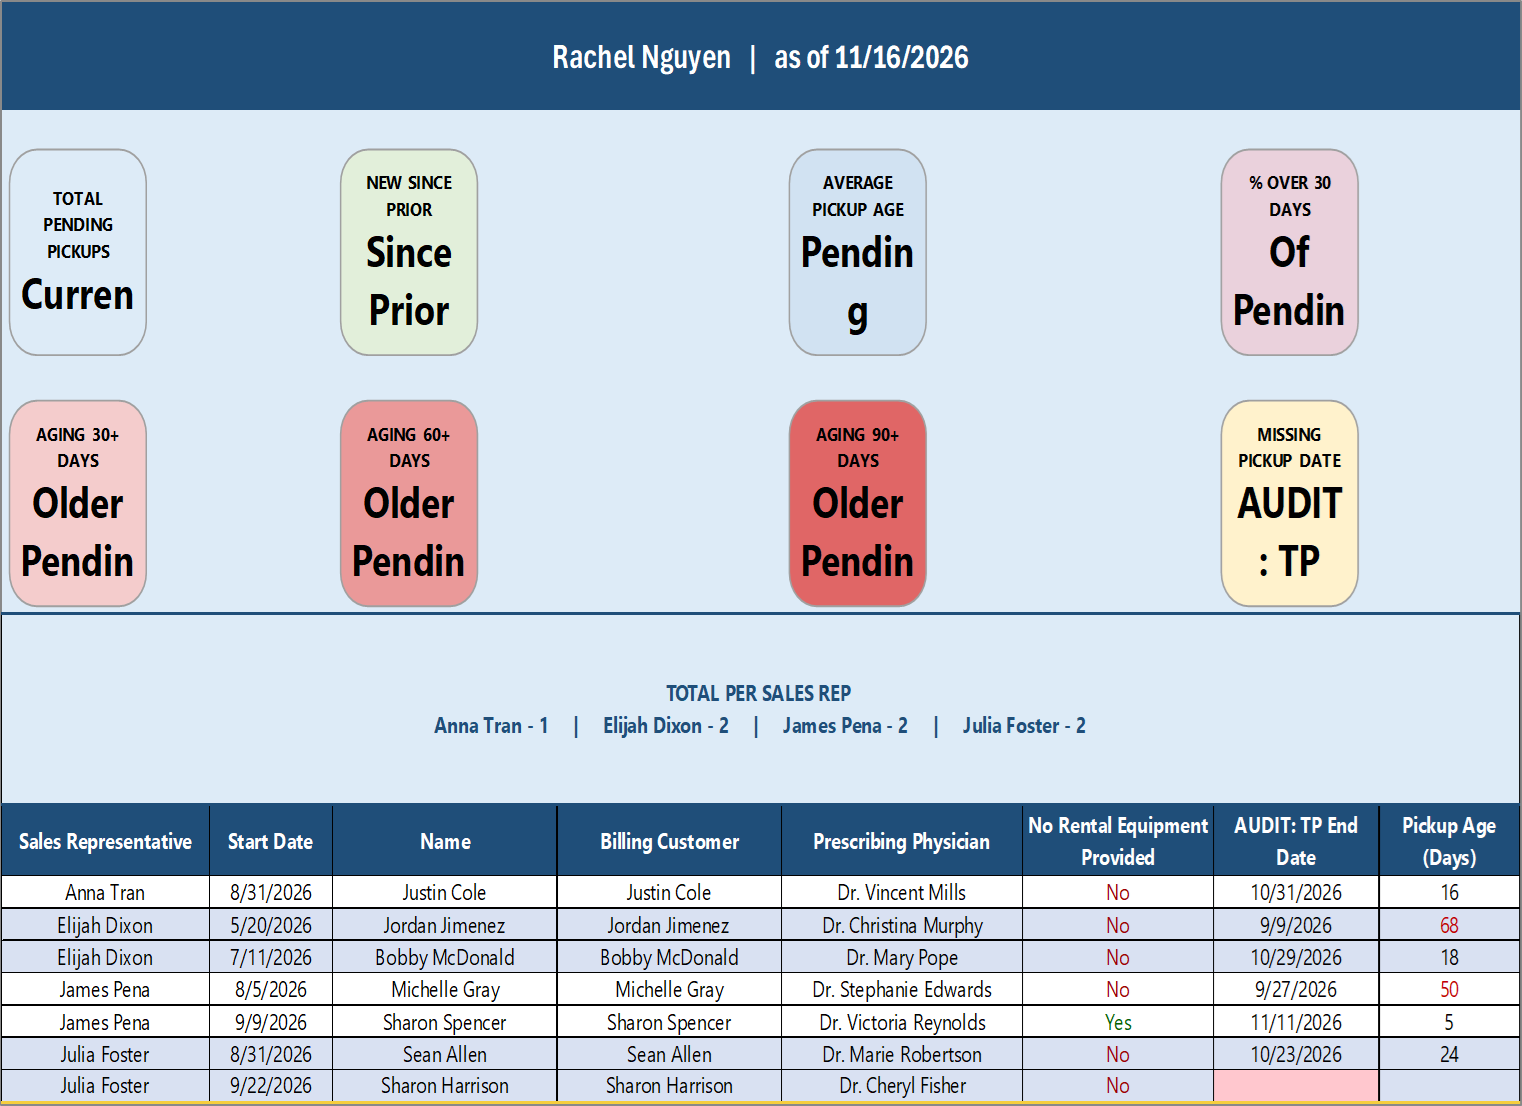 Rachel Nguyen | as of 11/16/2026
TOTAL
PENDING
PICKUPS
Curren
NEW SINCE
PRIOR
Since
Prior
AVERAGE
PICKUP AGE
Pendin
g
% OVER 30
DAYS
Of
Pendin
AGING 30+
DAYS
Older
Pendin
AGING 60+
DAYS
Older
Pendin
AGING 90+
DAYS
Older
Pendin
MISSING
PICKUP DATE
AUDIT
: TP
TOTAL PER SALES REP
Anna Tran - 1 | Elijah Dixon - 2 | James Pena - 2 | Julia Foster - 2
Sales Representative Start Date Name Billing Customer Prescribing Physician No Rental Equipment Provided AUDIT: TP End Date Pickup Age (Days)
Anna Tran 8/31/2026 Justin Cole Justin Cole Dr. Vincent Mills No 10/31/2026 16
Elijah Dixon 5/20/2026 Jordan Jimenez Jordan Jimenez Dr. Christina Murphy No 9/9/2026 68
Elijah Dixon 7/11/2026 Bobby McDonald Bobby McDonald Dr. Mary Pope No 10/29/2026 18
James Pena 8/5/2026 Michelle Gray Michelle Gray Dr. Stephanie Edwards No 9/27/2026 50
James Pena 9/9/2026 Sharon Spencer Sharon Spencer Dr. Victoria Reynolds Yes 11/11/2026 5
Julia Foster 8/31/2026 Sean Allen Sean Allen Dr. Marie Robertson No 10/23/2026 24
Julia Foster 9/22/2026 Sharon Harrison Sharon Harrison Dr. Cheryl Fisher No